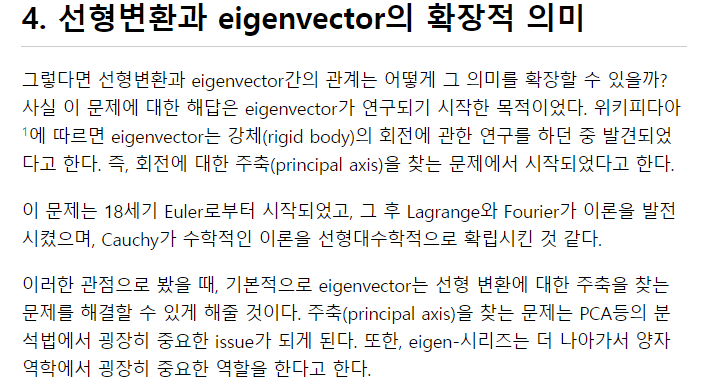 4. 선형변환과 eigenvector의 확장적 의미
그렇다면 선형변환과 eigenvector간의 관계는 어떻게 그 의미를 확장할 수 있을까?
사실 이 문제에 대한 해답은 eigenvector가 연구되기 시작한 목적이었다. 위키피디아
1에 따르면 eigenvector는 강체(rigid body)의 회전에 관한 연구를 하던 중 발견되었
다고 한다. 즉, 회전에 대한 주축(principal axis)을 찾는 문제에서 시작되었다고 한다.
이 문제는 18세기 Euler로부터 시작되었고, 그 후 Lagrange와 Fourier가 이론을 발전
시켰으며, Cauchy가 수학적인 이론을 선형대수학적으로 확립시킨 것 같다.
이러한 관점으로 봤을 때, 기본적으로 eigenvector는 선형 변환에 대한 주축을 찾는
문제를 해결할 수 있게 해줄 것이다. 주축(principal axis)을 찾는 문제는 PCA등의 분
석법에서 굉장히 중요한 issue가 되게 된다. 또한, eigen-시리즈는 더 나아가서 양자
역학에서 굉장히 중요한 역할을 한다고 한다.